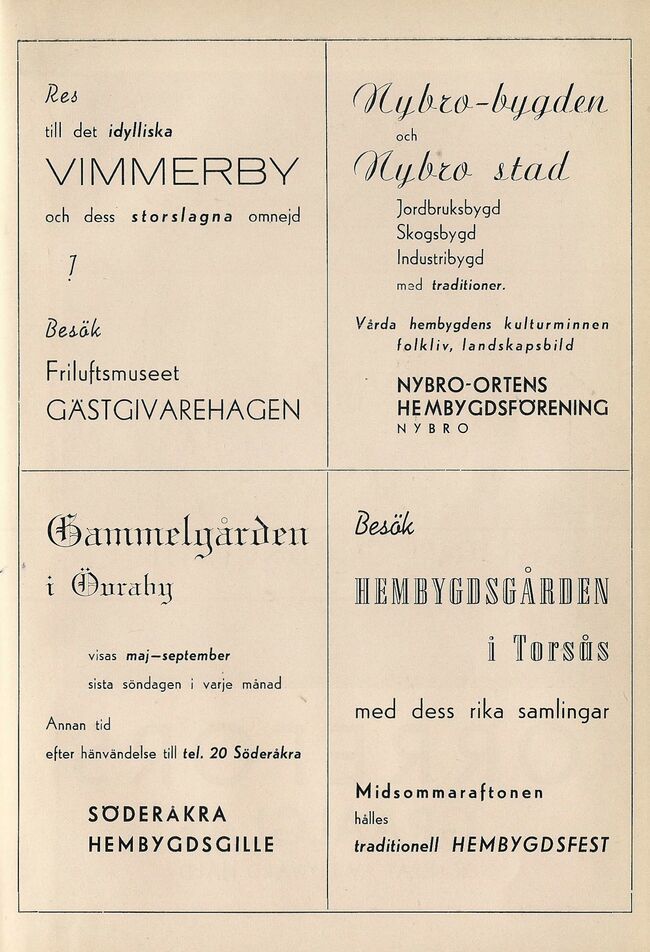 Res
till det idylliska
VIMMERBY
och dess storslagna omnejd
Besök
Friluftsmuseet
GÄSTGIVAREHAGEN
Nybro-bygden
och
Nybro stad
Jordbruksbygd
Skogsbygd
Industribygd
med traditioner.
Vårda hembygdens kulturminnen
folkliv, landskapsbild
NYBRO-ORTENS
HEMBYGDSFÖRENING
NYBRO
Gammelgården
i Övraby
visas maj—september
sista söndagen i varje månad
Annan tid
efter hänvändelse till tel. 20 Söderåkra
SÖDERÅKRA
HEMBYGDSGILLE
Besök
HEMBYGDSGÅRDEN
i Torsås
med dess rika samlingar
Midsommaraftonen
hålles
traditionell HEMBYGDSFEST